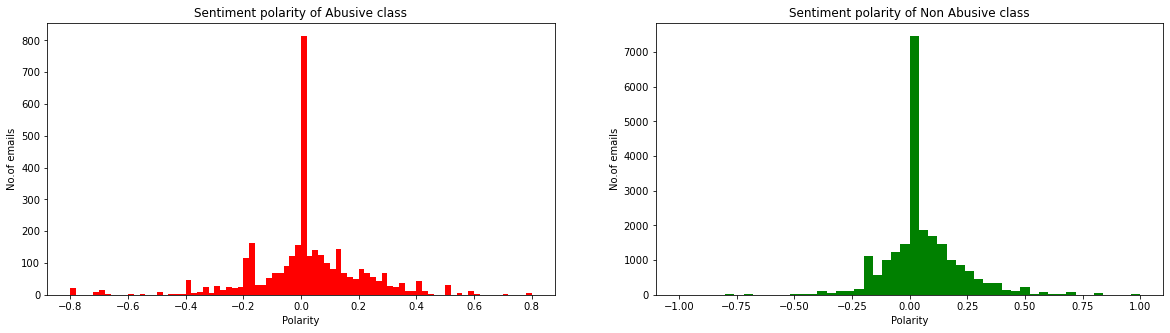 Sentiment polarity of Abusive class
No.of emails
800
700
600
500
400
300
200
100
0
−0.8 −0.6 −0.4 −0.2 0.0 0.2 0.4 0.6 0.8
Polarity
Sentiment polarity of Non Abusive class
No.of emails
7000
6000
5000
4000
3000
2000
1000
0
−1.00 −0.75 −0.50 −0.25 0.00 0.25 0.50 0.75 1.00
Polarity